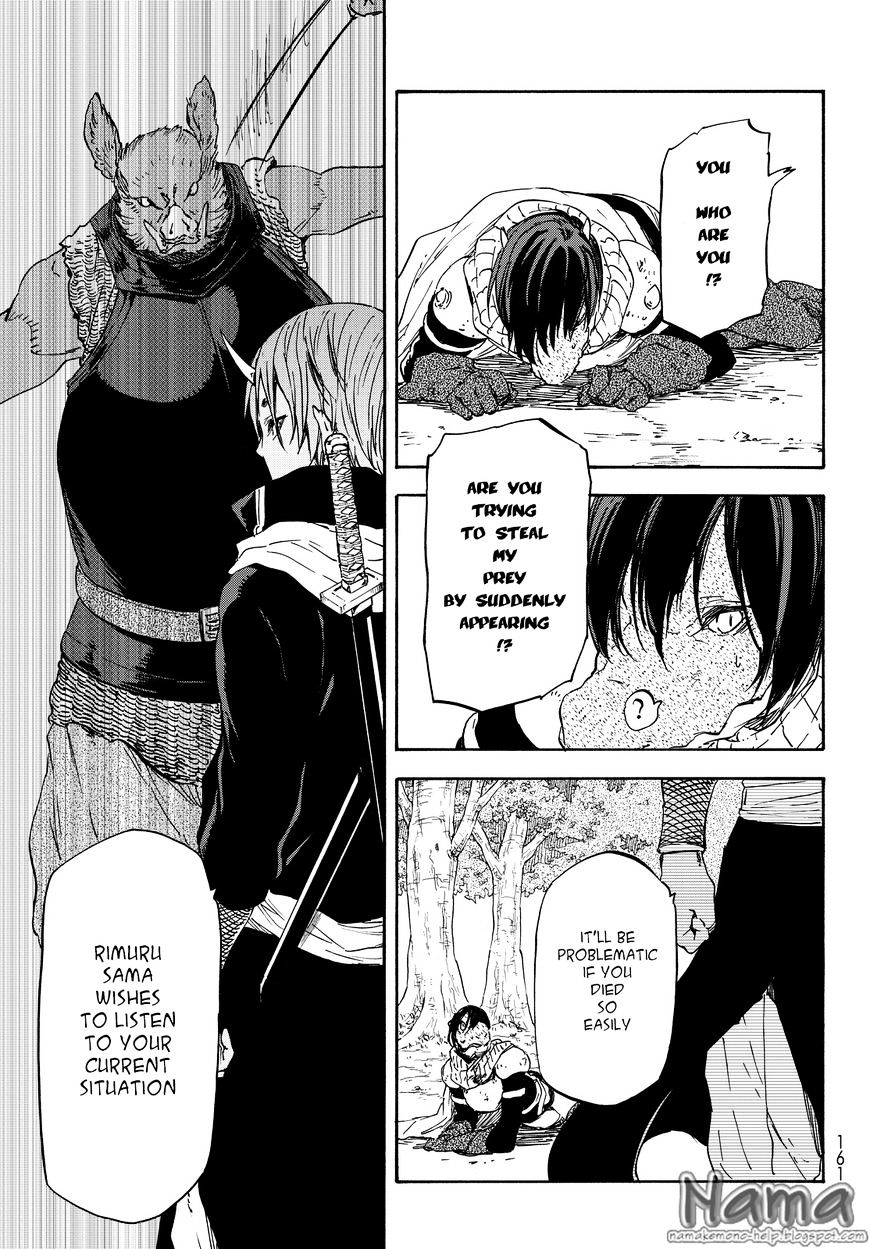 YOU
WHO
ARE
YOU
!?
ARE YOU
TRYING
TO STEAL
MY
PREY
BY SUDDENLY
APPEARING
!?
?
IT'LL BE
PROBLEMATIC
IF YOU
DIED
SO
EASILY
RIMURU
SAMA
WISHES
TO LISTEN
TO YOUR
CURRENT
SITUATION
161
Nama
namakemono-help.blogspot.com